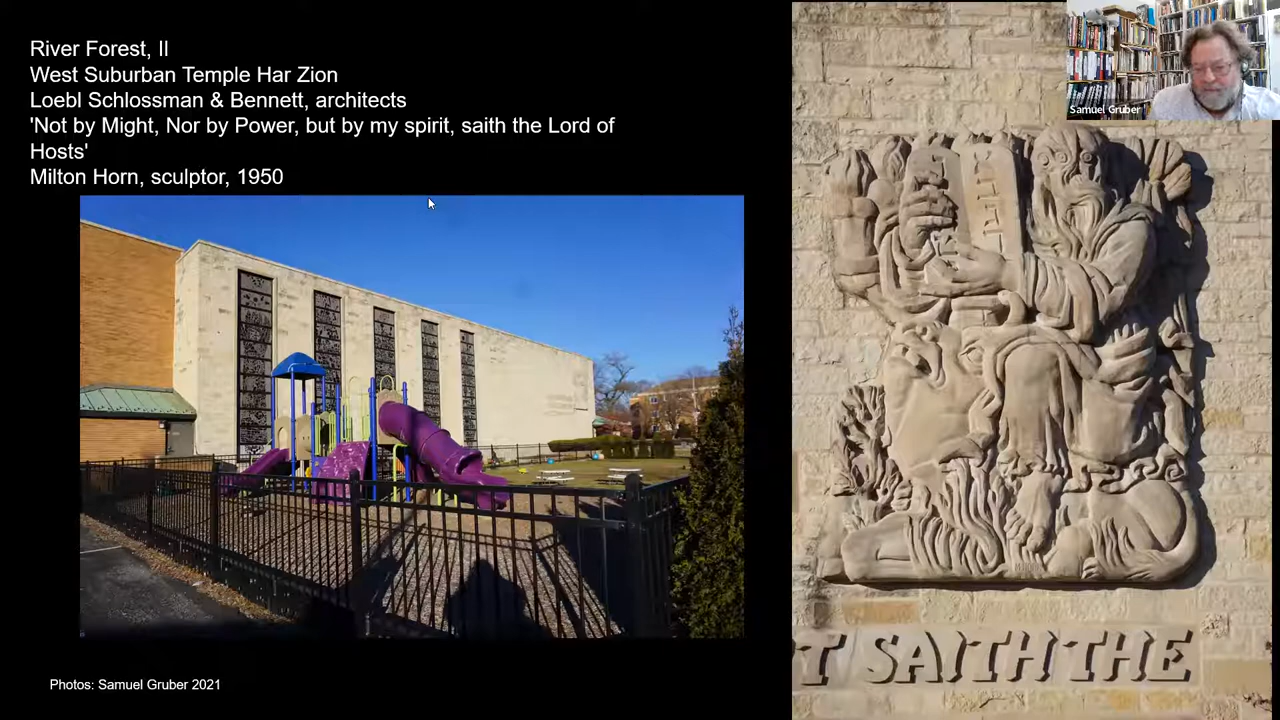 River Forest, Il
West Suburban Temple Har Zion
Loebl Schlossman & Bennett, architects
'Not by Might, Nor by Power, but by my spirit, saith the Lord of
Hosts'
Milton Horn, sculptor, 1950
Samuel Gruber
T SAITH THE
Photos: Samuel Gruber 2021